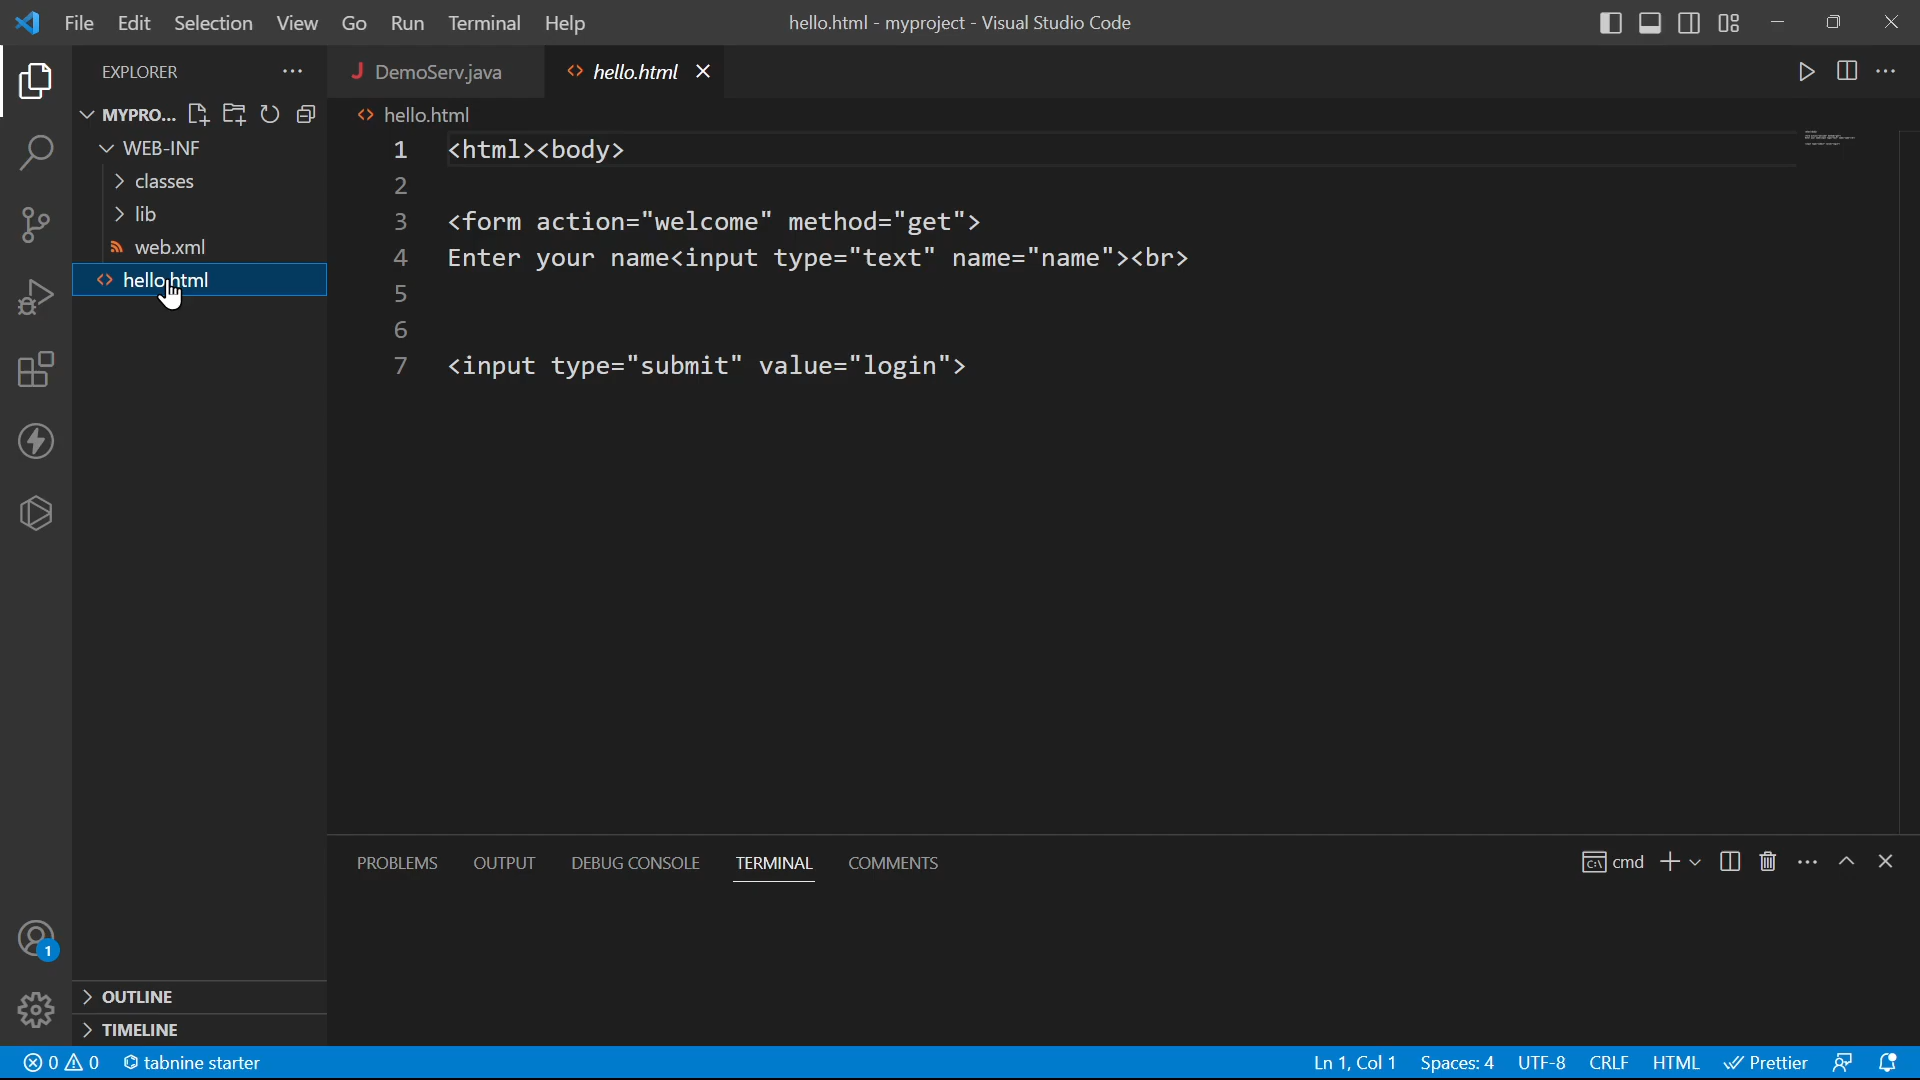 File Edit Selection View Go Run Terminal Help hello.html - myproject - Visual Studio Code
EXPLORER
J DemoServ.java <> hello.html
MYPRO...
<> hello.html
WEB-INF
classes
lib
web.xml
<> hello.html
1 <html><body>
2
3 <form action="welcome" method="get">
4 Enter your name<input type="text" name="name"><br>
5
6
7 <input type="submit" value="login">
PROBLEMS OUTPUT DEBUG CONSOLE TERMINAL COMMENTS cmd
1
OUTLINE
TIMELINE
0 0 tabnine starter Ln 1, Col 1 Spaces: 4 UTF-8 CRLF HTML Prettier